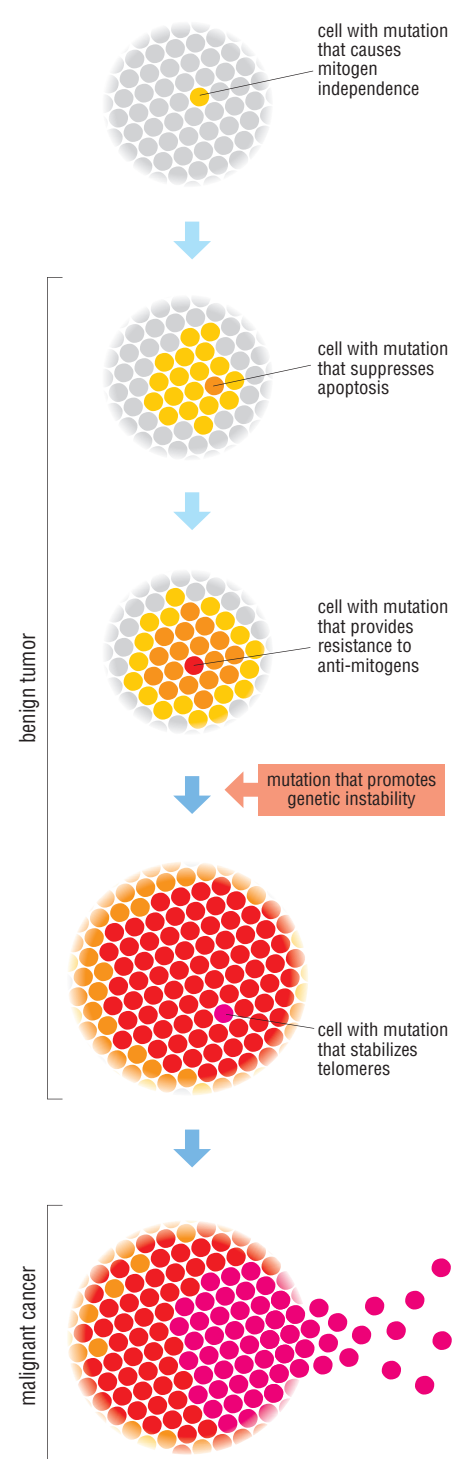 cell with mutation
that causes
mitogen
independence
cell with mutation
that suppresses
apoptosis
benign tumor
cell with mutation
that provides
resistance to
anti-mitogens
mutation that promotes
genetic instability
cell with mutation
that stabilizes
telomeres
malignant cancer